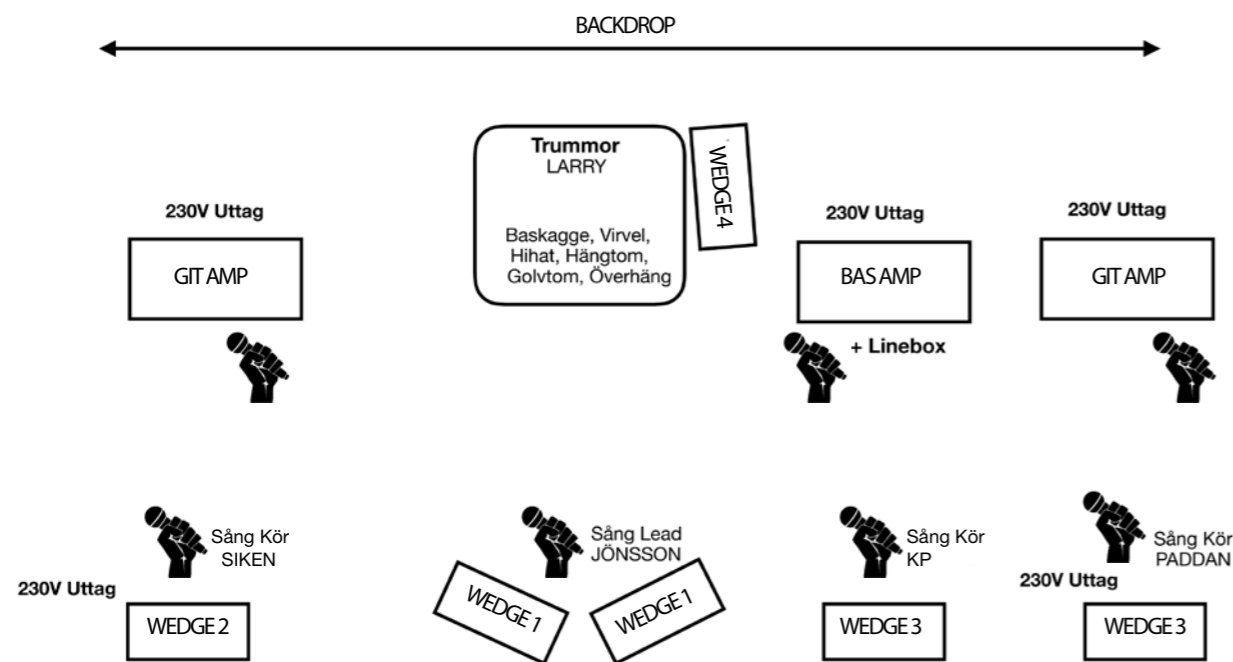 BACKDROP
Trummor
LARRY
Baskagge, Virvel,
Hihat, Hängtom,
Golvtom, Överhäng
WEDGE 4
230V Uttag
GIT AMP
230V Uttag
BAS AMP
+ Linebox
230V Uttag
GIT AMP
Sång Kör
SIKEN
230V Uttag
WEDGE 2
Sång Lead
JÖNSSON
WEDGE 1
WEDGE 1
Sång Kör
KP
WEDGE 3
Sång Kör
PADDAN
230V Uttag
WEDGE 3